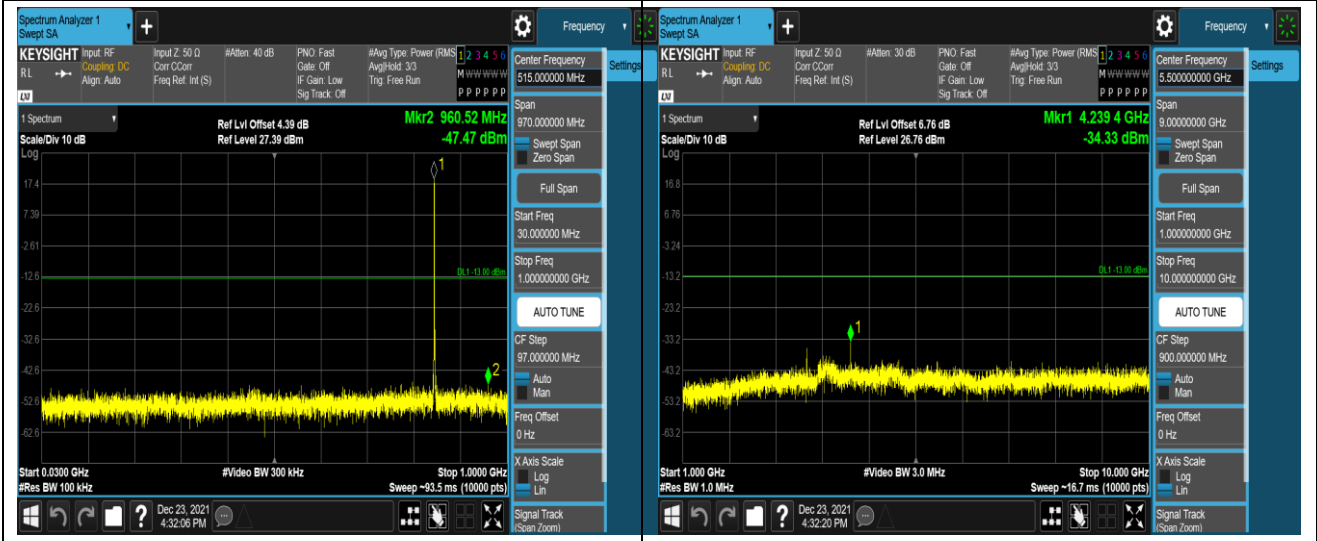 Spectrum Analyzer 1
Swept SA
+
Frequency
KEYSIGHT
RL
LXI
Input: RF
Coupling: DC
Align: Auto
Input Z: 50 Ω
Corr CCorr
Freq Ref: Int (S)
#Atten: 40 dB
PNO: Fast
Gate: Off
IF Gain: Low
Sig Track: Off
#Avg Type: Power (RMS
Avg|Hold: 3/3
Trig: Free Run
1 2 3 4 5 6
M W W W W W
P P P P P P
Center Frequency
515.000000 MHz
Settings
Span
970.000000 MHz
Swept Span
Zero Span
Full Span
Start Freq
30.000000 MHz
Stop Freq
1.000000000 GHz
AUTO TUNE
CF Step
97.000000 MHz
Auto
Man
Freq Offset
0 Hz
X Axis Scale
Log
Lin
Signal Track
(Span Zoom)
1 Spectrum
Scale/Div 10 dB
Log
Ref Lvl Offset 4.39 dB
Ref Level 27.39 dBm
Mkr2 960.52 MHz
-47.47 dBm
1
17.4
7.39
-2.61
-12.6
DL1 -13.00 dBm
-22.6
-32.6
-42.6
2
-52.6
-62.6
Start 0.0300 GHz
#Video BW 300 kHz
Stop 1.0000 GHz
#Res BW 100 kHz
Sweep ~93.5 ms (10000 pts)
?
Dec 23, 2021
4:32:06 PM
Spectrum Analyzer 1
Swept SA
+
Frequency
KEYSIGHT
RL
LXI
Input: RF
Coupling: DC
Align: Auto
Input Z: 50 Ω
Corr CCorr
Freq Ref: Int (S)
#Atten: 30 dB
PNO: Fast
Gate: Off
IF Gain: Low
Sig Track: Off
#Avg Type: Power (RMS
Avg|Hold: 3/3
Trig: Free Run
1 2 3 4 5 6
M W W W W W
P P P P P P
Center Frequency
5.500000000 GHz
Settings
Span
9.00000000 GHz
Swept Span
Zero Span
Full Span
Start Freq
1.000000000 GHz
Stop Freq
10.000000000 GHz
AUTO TUNE
CF Step
900.000000 MHz
Auto
Man
Freq Offset
0 Hz
X Axis Scale
Log
Lin
Signal Track
(Span Zoom)
1 Spectrum
Scale/Div 10 dB
Log
Ref Lvl Offset 6.76 dB
Ref Level 26.76 dBm
Mkr1 4.239 4 GHz
-34.33 dBm
16.8
6.76
-3.24
DL1 -13.00 dBm
-13.2
-23.2
1
-33.2
-43.2
-53.2
-63.2
Start 1.000 GHz
#Video BW 3.0 MHz
Stop 10.000 GHz
#Res BW 1.0 MHz
Sweep ~16.7 ms (10000 pts)
?
Dec 23, 2021
4:32:20 PM